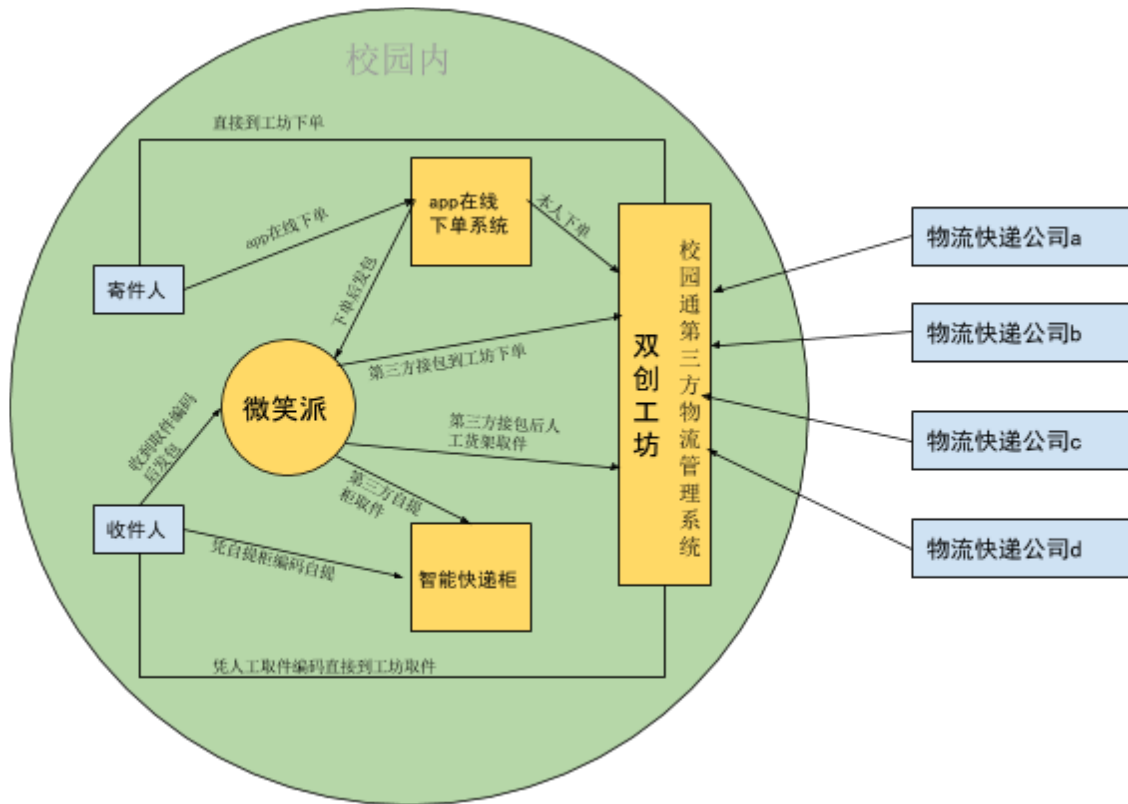 校园内
直接到工坊下单
app在线
下单系统
app在线下单
本人下单
寄件人
下单后发包
第三方接包到工坊下单
微笑派
收到取件编码
后发包
第三方接包后人
工货架取件
第三方自提
柜取件
收件人
凭自提柜编码自提
智能快递柜
凭人工取件编码直接到工坊取件
双创工坊
校园通第三方物流管理系统
物流快递公司a
物流快递公司b
物流快递公司c
物流快递公司d